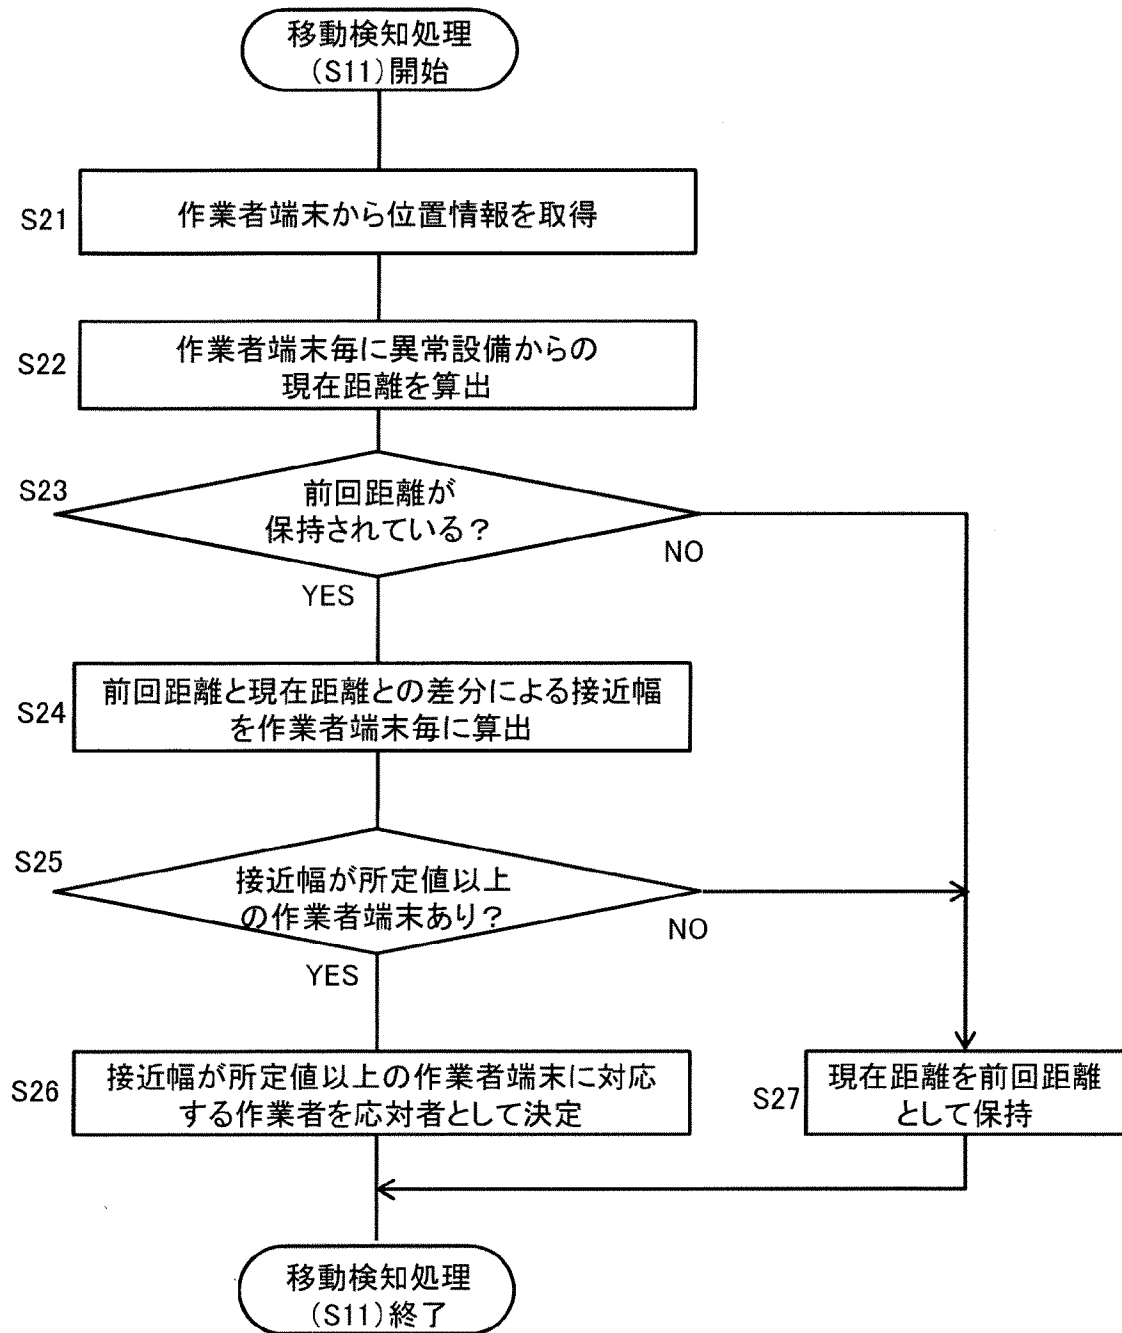 移動検知処理
(S11)開始
S21
作業者端末から位置情報を取得
S22
作業者端末毎に異常設備からの
現在距離を算出
S23
前回距離が
保持されている?
NO
YES
S24
前回距離と現在距離との差分による接近幅
を作業者端末毎に算出
S25
接近幅が所定値以上
の作業者端末あり?
NO
YES
S26
接近幅が所定値以上の作業者端末に対応
する作業者を応対者として決定
S27
現在距離を前回距離
として保持
移動検知処理
(S11)終了